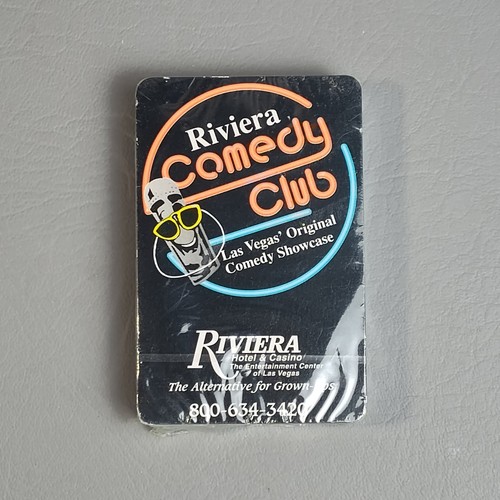 Riviera
Comedy
Club
Las Vegas' Original
Comedy Showcase
RIVIERA
Hotel & Casino
The Entertainment Center
of Las Vegas
The Alternative for Grown-Ups
800-634-3420